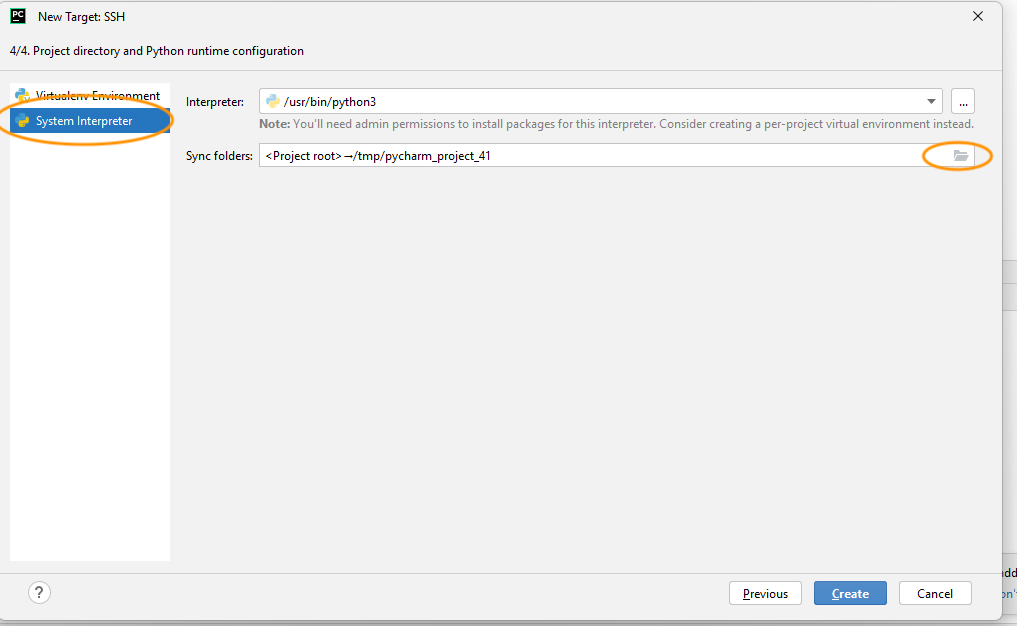 PC New Target: SSH
4/4. Project directory and Python runtime configuration
Virtualenv Environment
System Interpreter
Interpreter: /usr/bin/python3 ...
Note: You'll need admin permissions to install packages for this interpreter. Consider creating a per-project virtual environment instead.
Sync folders: <Project root>→/tmp/pycharm_project_41
? Previous Create Cancel